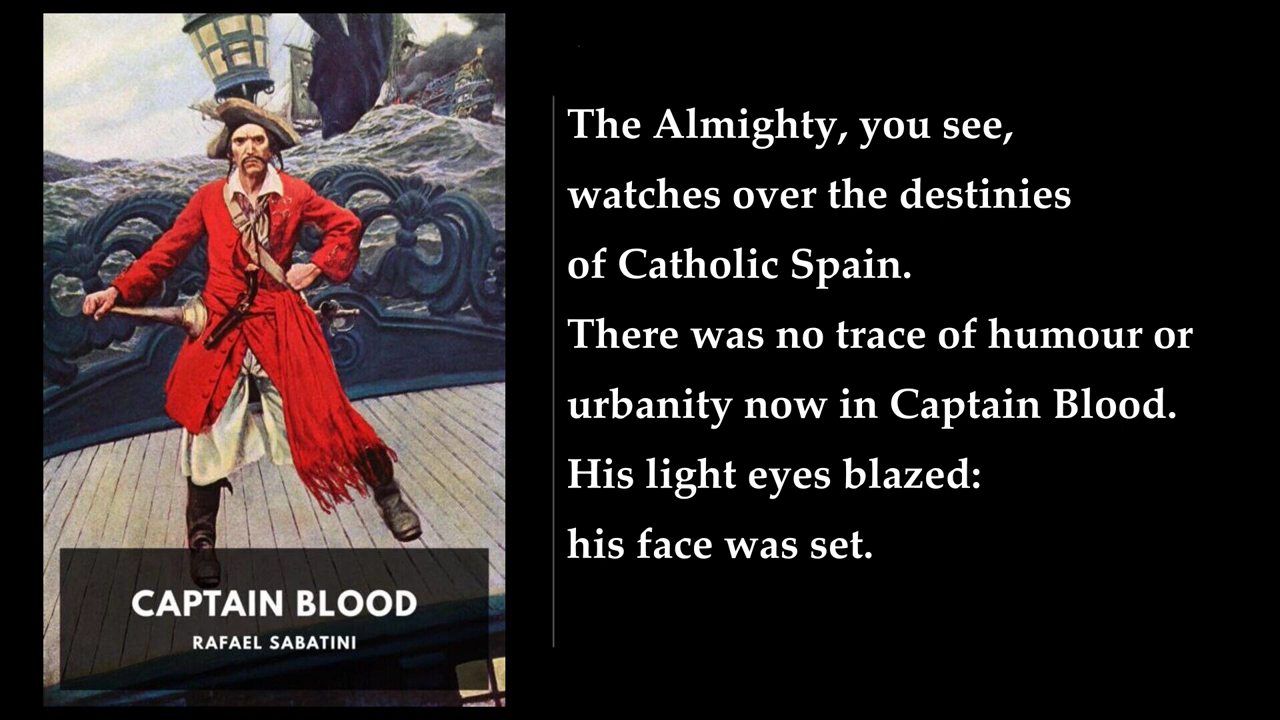 The Almighty, you see,
watches over the destinies
of Catholic Spain.
There was no trace of humour or
urbanity now in Captain Blood.
His light eyes blazed:
his face was set.
CAPTAIN BLOOD
RAFAEL SABATINI